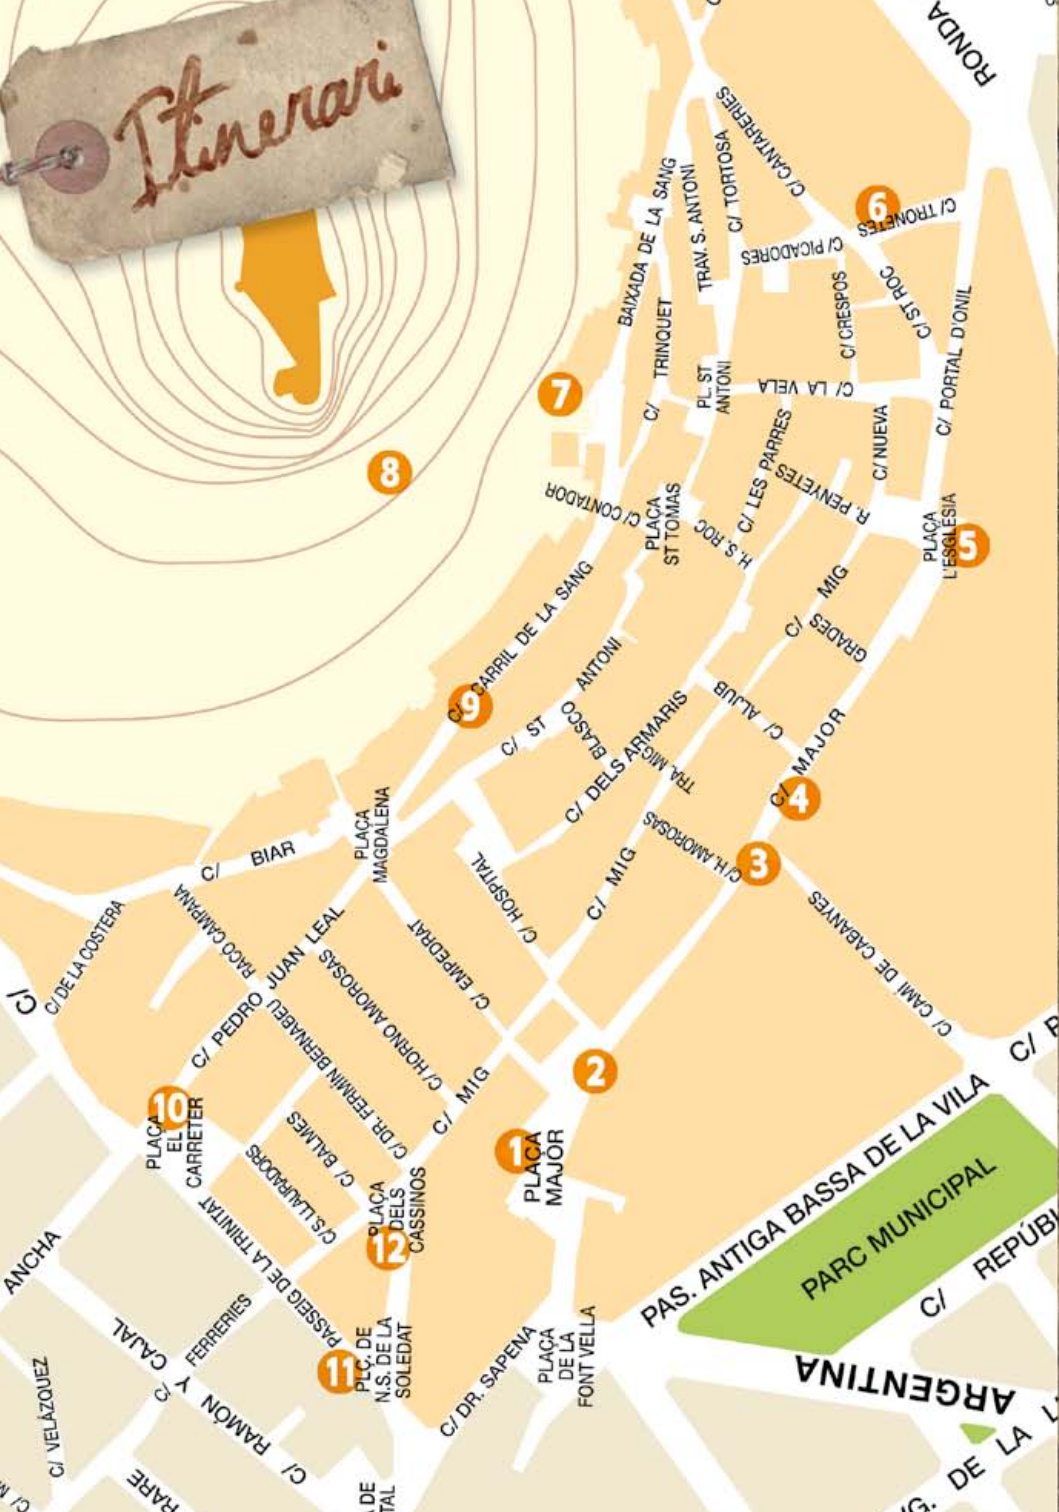 Itinerari
RONDA
C/ CANTARERIES
C/ TORTOSA
TRAV. S. ANTONI
BAIXADA DE LA SANG
6
C/ TRONETES
C/ PICADORES
C/ ST ROC
C/ CRESPOS
C/ PORTAL D'ONIL
C/ TRINQUET
PL. ST
ANTONI
C/ LA VELA
7
C/ NUEVA
C/ LES PARRES
R. PENYETES
8
C/ CONTADOR
PLAÇA
ST TOMAS
H. S. ROC
PLAÇA
L'ESGLÉSIA
5
C/ MIG
GRADES
C/ CARRIL DE LA SANG
9
C/ ST ANTONI
BLASCO
C/ DELS ARMARIS
TRA. MIG
C/ ALJUB
C/ MAJOR
4
PLAÇA
MAGDALENA
C/ BIAR
C/H. AMOROSAS
3
C/ MIG
C/ HOSPITAL
C/ CAMÍ DE CABANYES
RACÓ CAMPANA
C/ DE LA COSTERA
C/
C/ PEDRO JUAN LEAL
C/ EMPEDRAT
C/ HORNO AMOROSAS
C/ DR. FERMÍN BERNABEU
C/ MIG
2
10
PLAÇA
EL
CARRETER
C/ BALMES
C/S. LLAURADORS
1
PLAÇA
MAJOR
PLAÇA
DELS
CASSINOS
12
PASSEIG DE LA TRINITAT
PAS. ANTIGA BASSA DE LA VILA
PARC MUNICIPAL
C/ REPÚBL
ANCHA
C/ FERRERIES
11
PLÇ. DE
N.S. DE LA
SOLEDAT
C/ DR. SAPENA
PLAÇA
DE LA
FONT VELLA
ARGENTINA
C/ RAMÓN Y CAJAL
C/ VELÁZQUEZ
G. DE LA L